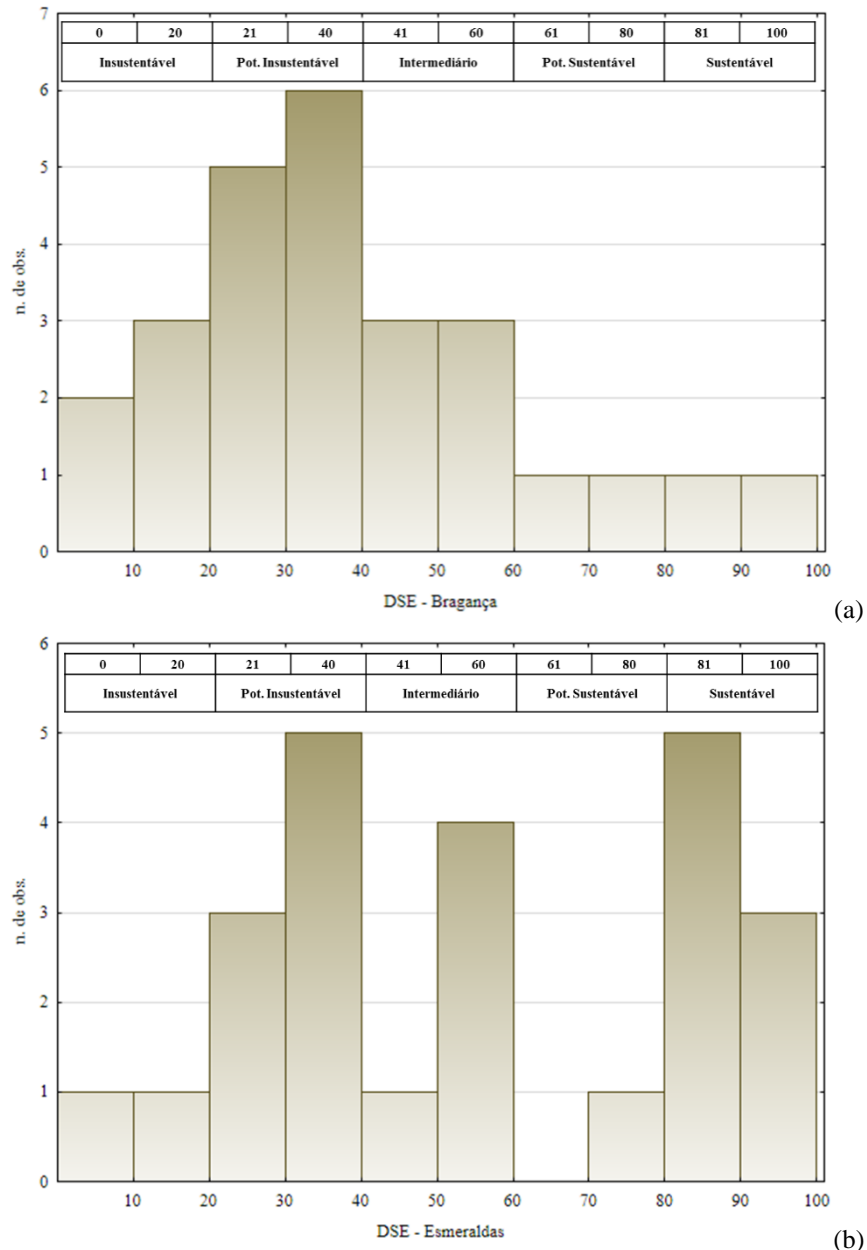 7
0 20 21 40 41 60 61 80 81 100
Insustentável Pot. Insustentável Intermediário Pot. Sustentável Sustentável
6
5
4
3
2
1
0
n. de obs.
10 20 30 40 50 60 70 80 90 100
DSE - Bragança
(a)
6
0 20 21 40 41 60 61 80 81 100
Insustentável Pot. Insustentável Intermediário Pot. Sustentável Sustentável
5
4
3
2
1
0
n. de obs.
10 20 30 40 50 60 70 80 90 100
DSE - Esmeraldas
(b)